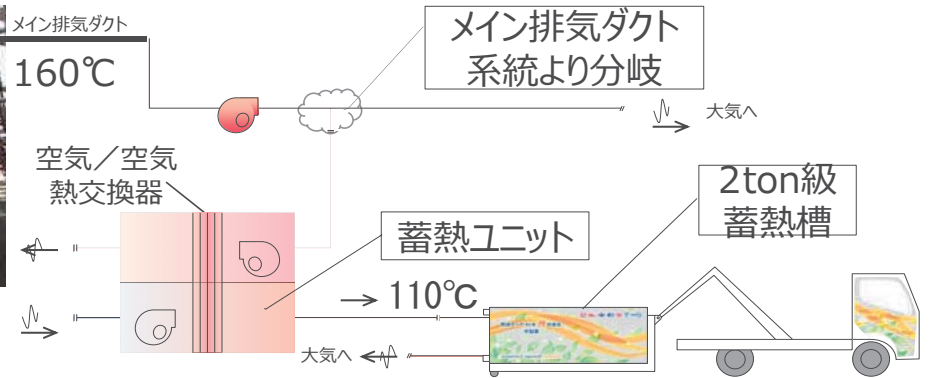 メイン排気ダクト
160℃
メイン排気ダクト
系統より分岐
大気へ
空気／空気
熱交換器
蓄熱ユニット
2ton級
蓄熱槽
→ 110℃
大気へ